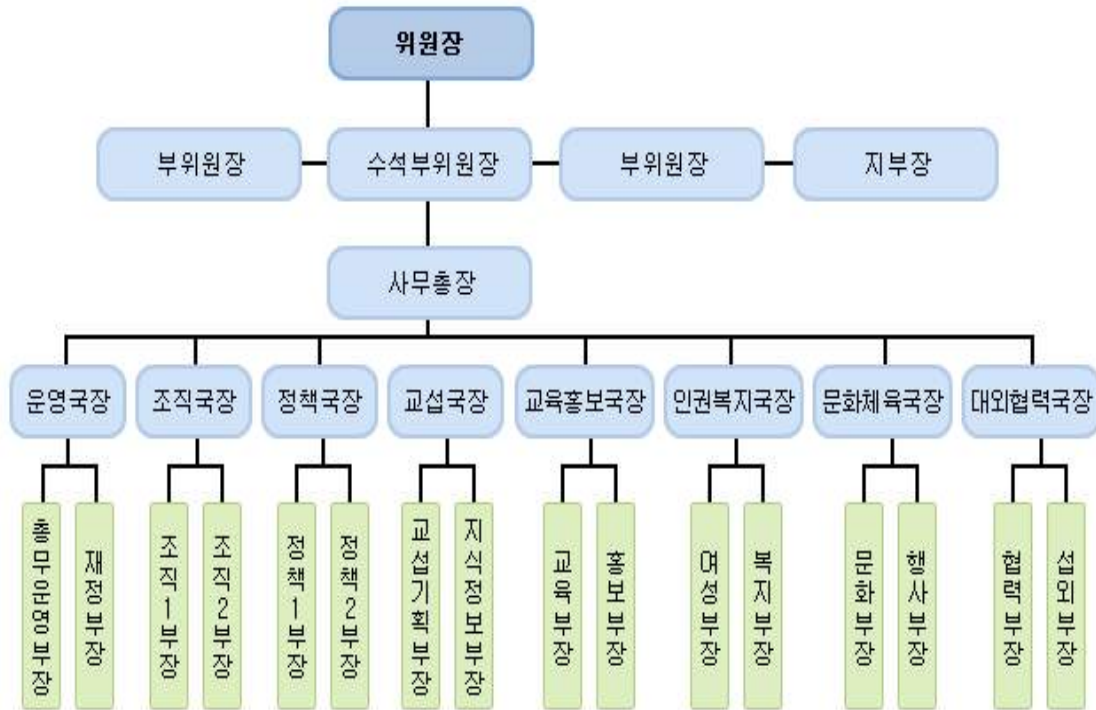 위원장
부위원장 수석부위원장 부위원장 지부장
사무총장
운영국장 조직국장 정책국장 교섭국장 교육홍보국장 인권복지국장 문화체육국장 대외협력국장
총무운영부장 재정부장 조직1부장 조직2부장 정책1부장 정책2부장 교섭기획부장 지식정보부장 교육부장 홍보부장 여성부장 복지부장 문화부장 행사부장 협력부장 섭외부장